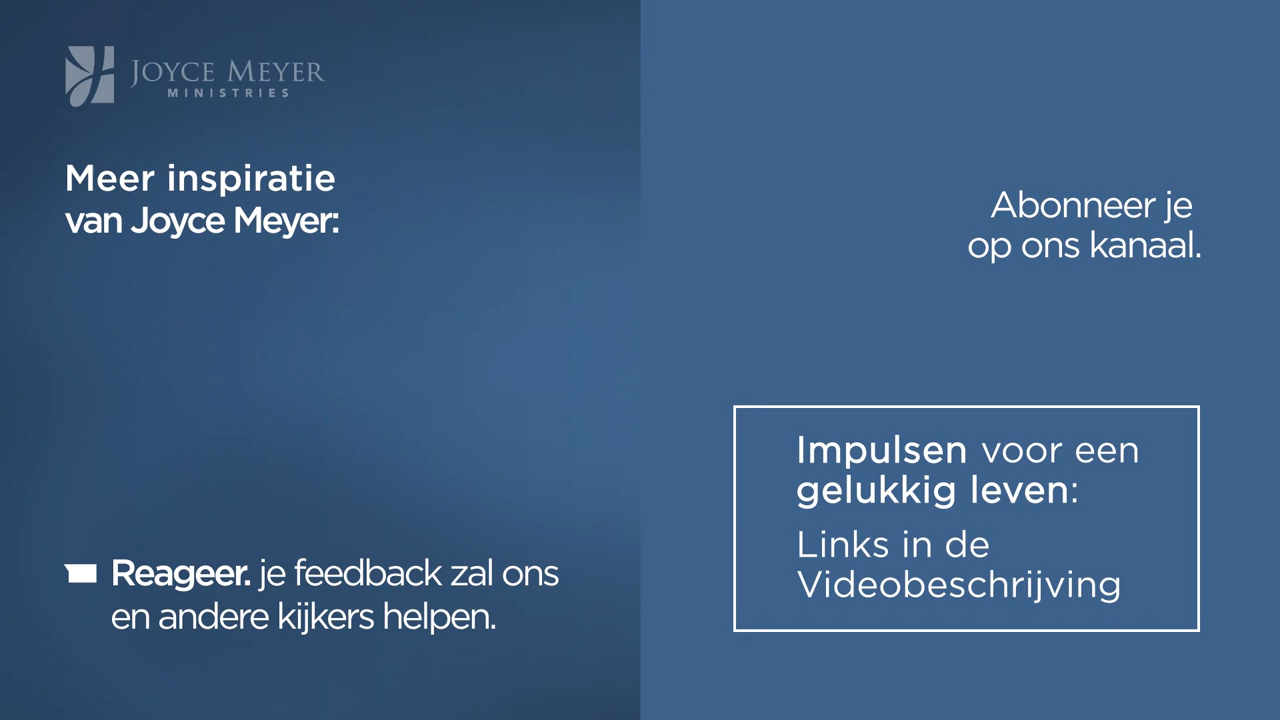 JOYCE MEYER
MINISTRIES
Meer inspiratie
van Joyce Meyer:
Abonneer je
op ons kanaal.
Impulsen voor een
gelukkig leven:
Links in de
Videobeschrijving
Reageer. je feedback zal ons
en andere kijkers helpen.